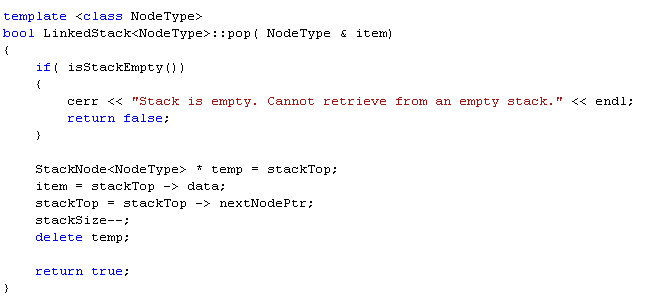 template <class NodeType>
bool LinkedStack<NodeType>::pop( NodeType & item)
{
    if( isStackEmpty())
    {
        cerr << "Stack is empty. Cannot retrieve from an empty stack." << endl;
        return false;
    }

    StackNode<NodeType> * temp = stackTop;
    item = stackTop -> data;
    stackTop = stackTop -> nextNodePtr;
    stackSize--;
    delete temp;

    return true;
}